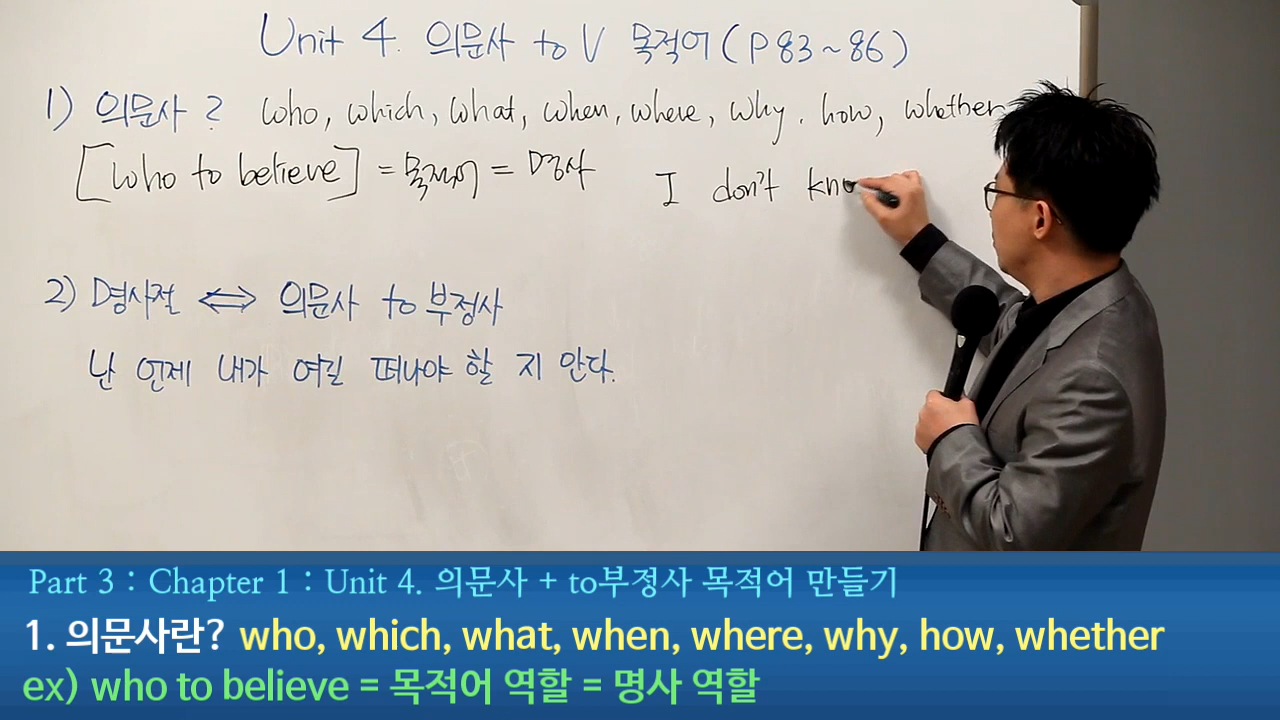 Unit 4. 의문사 to V 목적어 (P 83 ~ 86)
1) 의문사 ? who, which, what, when, where, why, how, whether
[who to believe] = 목적어 = 명사 I don't kno
2) 명사절 ⇔ 의문사 to 부정사
난 언제 내가 여길 떠나야 할 지 안다.
Part 3 : Chapter 1 : Unit 4. 의문사 + to부정사 목적어 만들기
1. 의문사란? who, which, what, when, where, why, how, whether
ex) who to believe = 목적어 역할 = 명사 역할